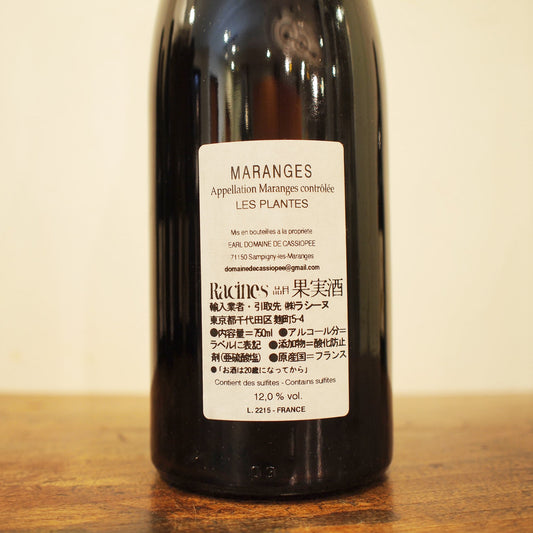 MARANGES
Appellation Maranges contrôlée
LES PLANTES
Mis en bouteilles a la propriete
EARL DOMAINE DE CASSIOPEE
71150 Sampigny-les-Maranges
domainedecassiopee@gmail.com
Racines 品目 果実酒
輸入業者・引取先 ㈱ラシーヌ
東京都千代田区麹町5-4
●内容量=750ml ●アルコール分=
ラベルに表記 ●添加物=酸化防止
剤(亜硫酸塩) ●原産国=フランス
●「お酒は20歳になってから」
Contient des sulfites - Contains sulfites
12,0 % vol.
L. 2215 - FRANCE